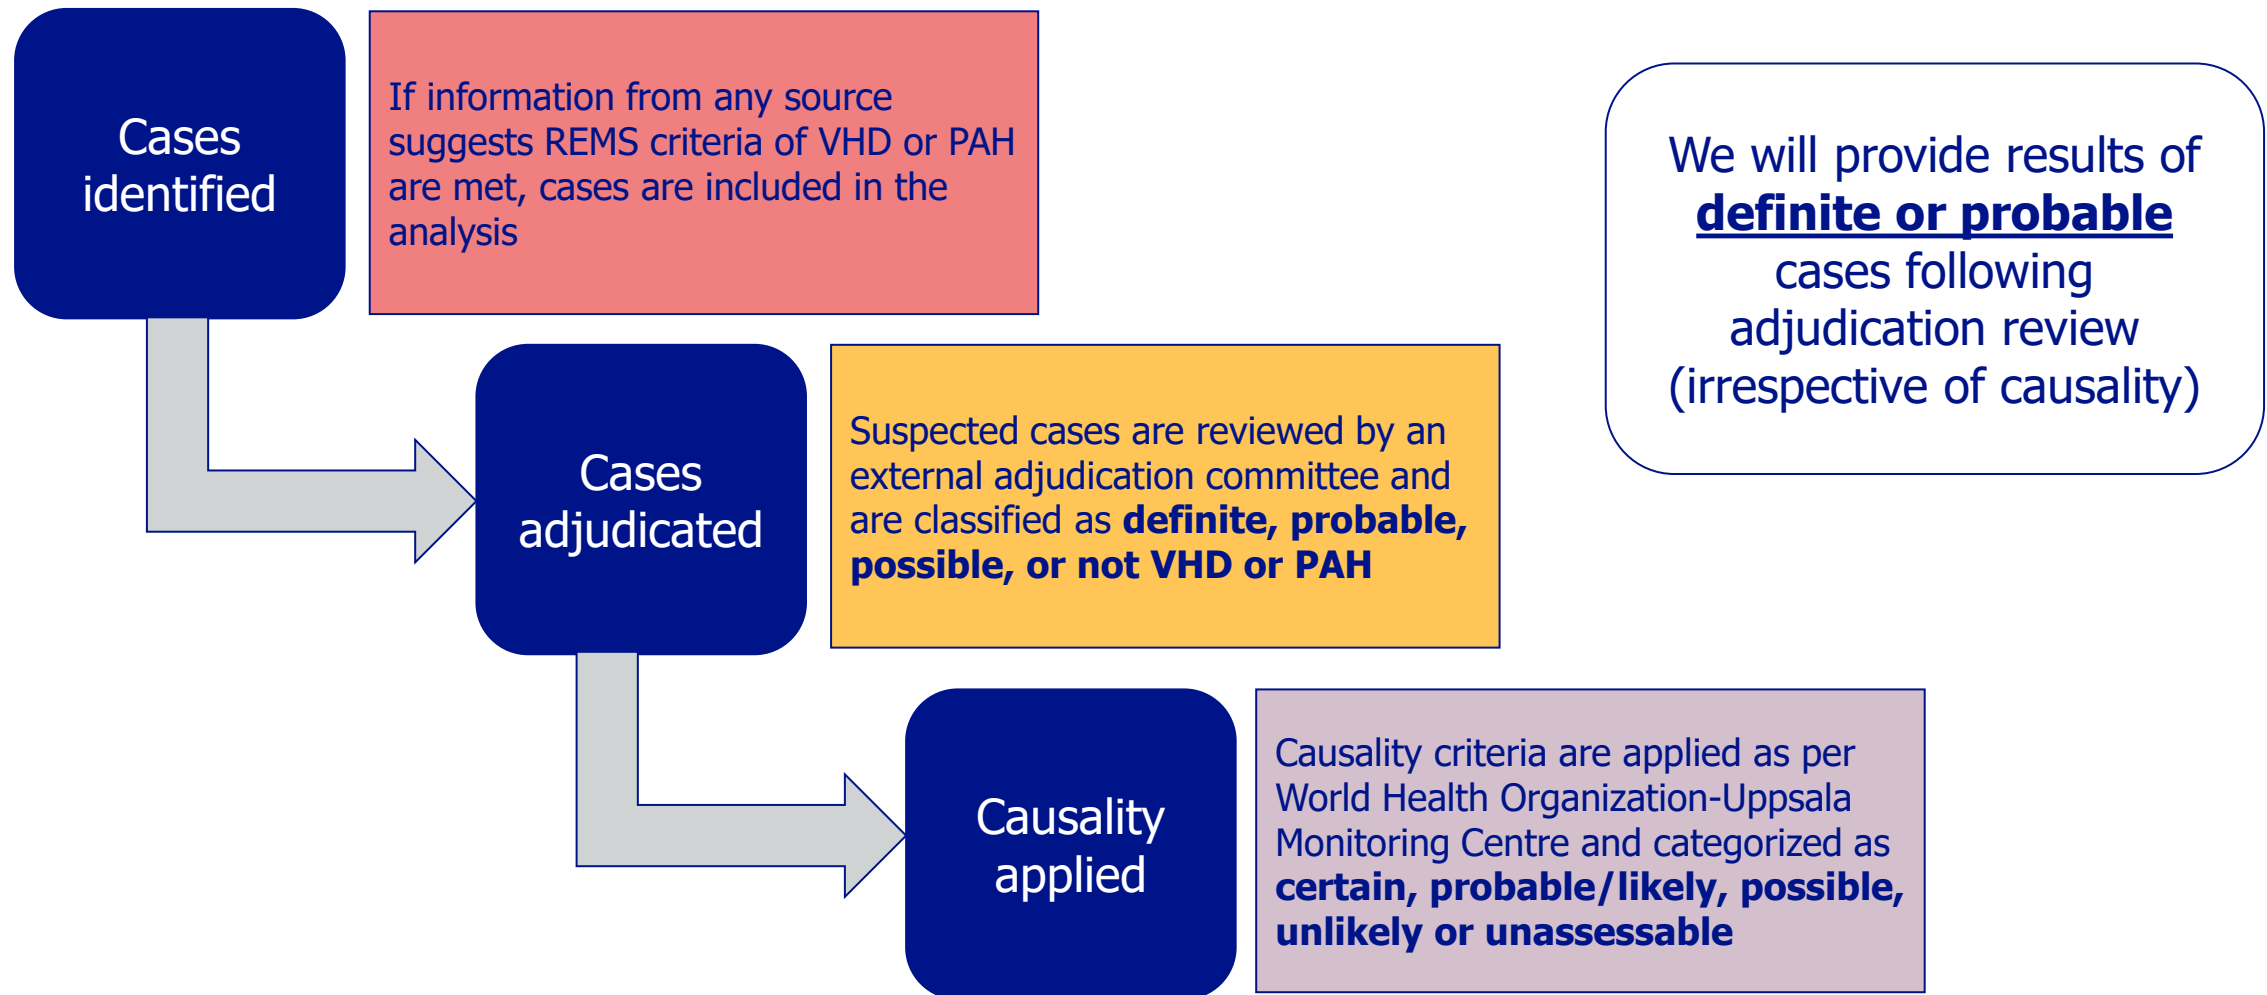 Cases
identified
If information from any source
suggests REMS criteria of VHD or PAH
are met, cases are included in the
analysis
We will provide results of
definite or probable
cases following
adjudication review
(irrespective of causality)
Cases
adjudicated
Suspected cases are reviewed by an
external adjudication committee and
are classified as definite, probable,
possible, or not VHD or PAH
Causality
applied
Causality criteria are applied as per
World Health Organization-Uppsala
Monitoring Centre and categorized as
certain, probable/likely, possible,
unlikely or unassessable